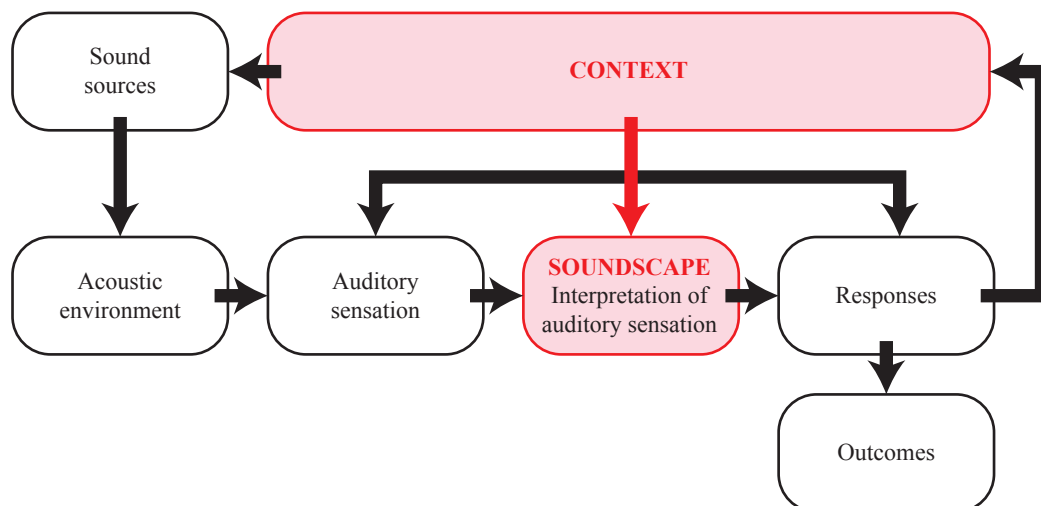 Sound
sources
CONTEXT
Acoustic
environment
Auditory
sensation
SOUNDSCAPE
Interpretation of
auditory sensation
Responses
Outcomes